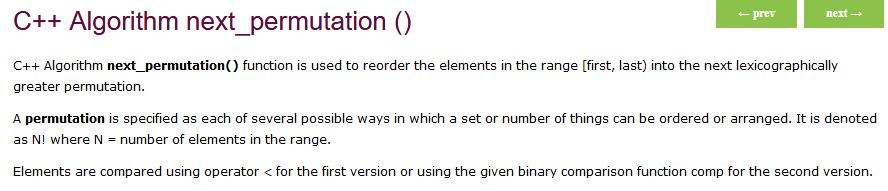 C++ Algorithm next_permutation ()
← prev
next →
C++ Algorithm next_permutation() function is used to reorder the elements in the range [first, last) into the next lexicographically
greater permutation.
A permutation is specified as each of several possible ways in which a set or number of things can be ordered or arranged. It is denoted
as N! where N = number of elements in the range.
Elements are compared using operator < for the first version or using the given binary comparison function comp for the second version.